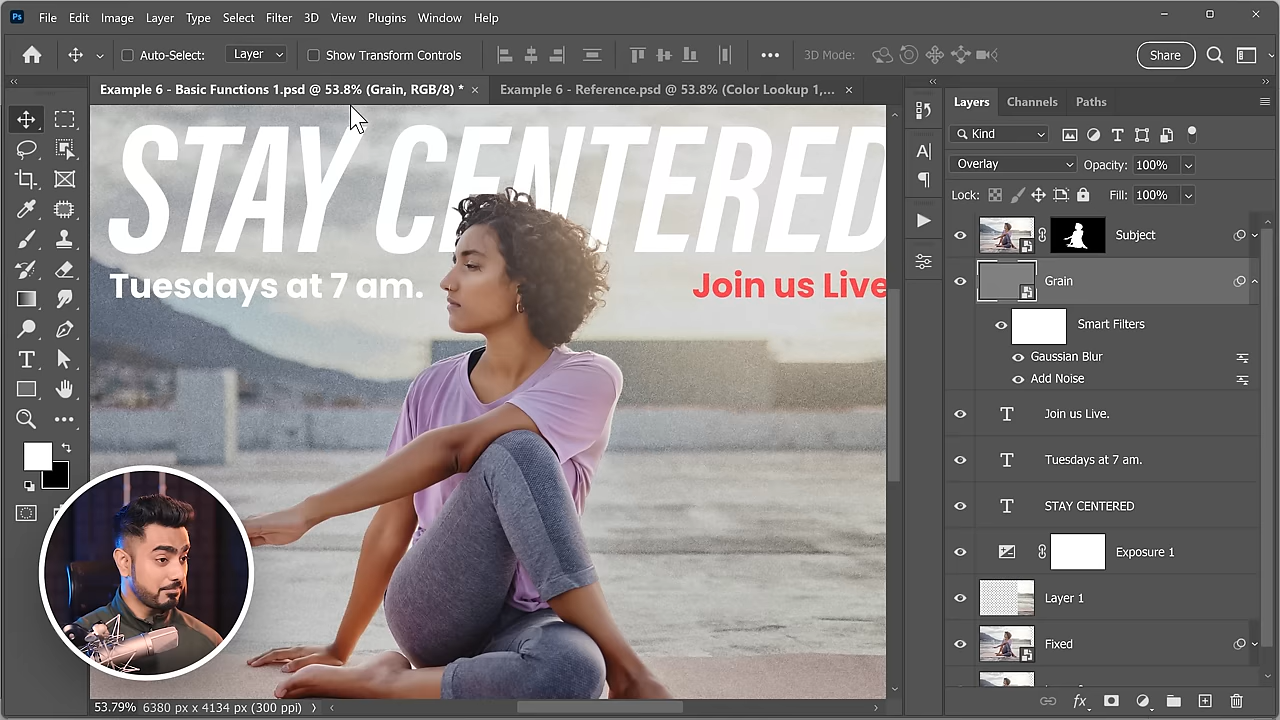 Ps File Edit Image Layer Type Select Filter 3D View Plugins Window Help
Auto-Select: Layer Show Transform Controls 3D Mode: Share
Example 6 - Basic Functions 1.psd @ 53.8% (Grain, RGB/8) * Example 6 - Reference.psd @ 53.8% (Color Lookup 1,...
STAY CENTERED
Tuesdays at 7 am. Join us Live
53.79% 6380 px x 4134 px (300 ppi)
Layers Channels Paths
Kind
Overlay Opacity: 100%
Lock: Fill: 100%
Subject
Grain
Smart Filters
Gaussian Blur
Add Noise
Join us Live.
Tuesdays at 7 am.
STAY CENTERED
Exposure 1
Layer 1
Fixed